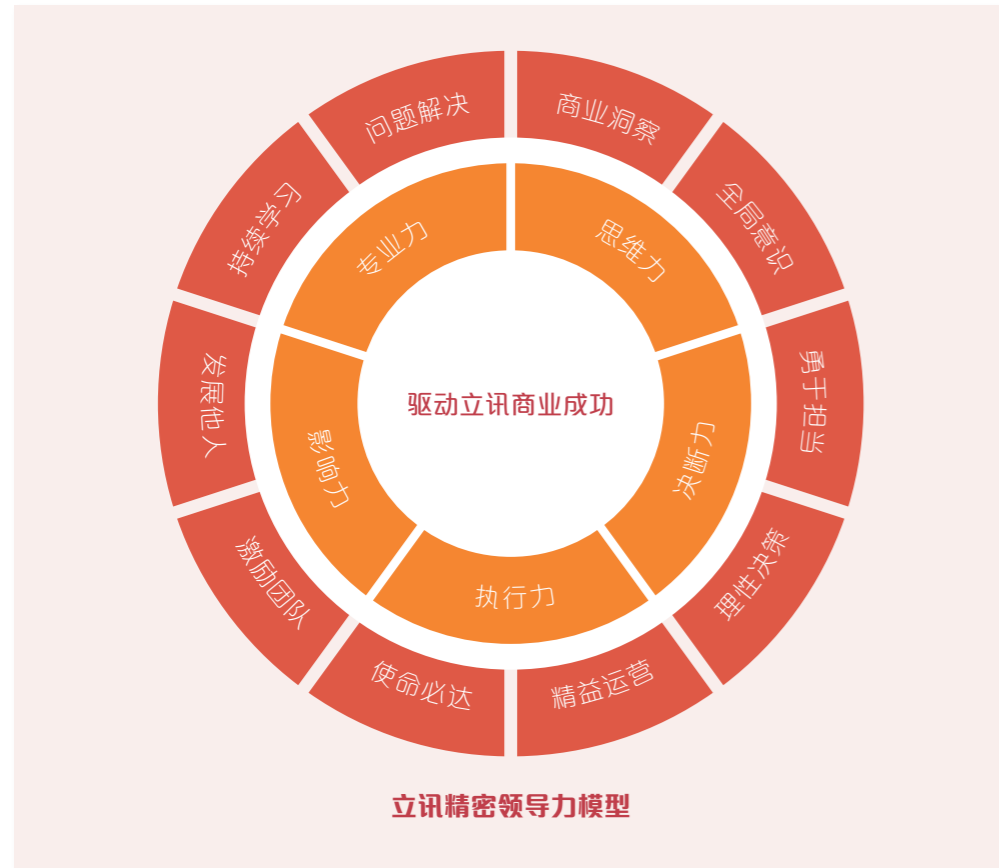 商业洞察
全局意识
勇于担当
理性决策
精益运营
使命必达
激励团队
发展他人
持续学习
问题解决
思维力
决断力
执行力
影响力
专业力
驱动立讯商业成功
立讯精密领导力模型